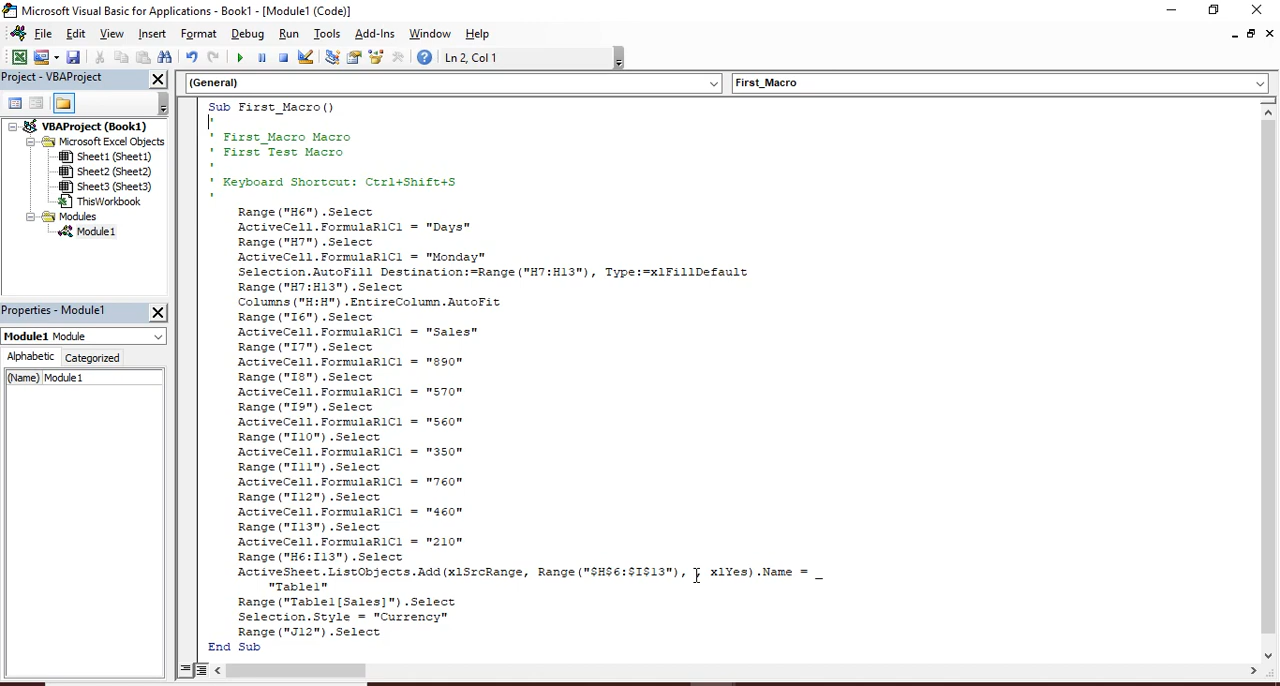 Microsoft Visual Basic for Applications - Book1 - [Module1 (Code)]
File Edit View Insert Format Debug Run Tools Add-Ins Window Help
Ln 2, Col 1
Project - VBAProject
(General)
First_Macro
VBAProject (Book1)
Microsoft Excel Objects
Sheet1 (Sheet1)
Sheet2 (Sheet2)
Sheet3 (Sheet3)
ThisWorkbook
Modules
Module1
Properties - Module1
Module1 Module
Alphabetic Categorized
(Name) Module1
Sub First_Macro()
'
' First_Macro Macro
' First Test Macro
'
' Keyboard Shortcut: Ctrl+Shift+S
'
Range("H6").Select
ActiveCell.FormulaR1C1 = "Days"
Range("H7").Select
ActiveCell.FormulaR1C1 = "Monday"
Selection.AutoFill Destination:=Range("H7:H13"), Type:=xlFillDefault
Range("H7:H13").Select
Columns("H:H").EntireColumn.AutoFit
Range("I6").Select
ActiveCell.FormulaR1C1 = "Sales"
Range("I7").Select
ActiveCell.FormulaR1C1 = "890"
Range("I8").Select
ActiveCell.FormulaR1C1 = "570"
Range("I9").Select
ActiveCell.FormulaR1C1 = "560"
Range("I10").Select
ActiveCell.FormulaR1C1 = "350"
Range("I11").Select
ActiveCell.FormulaR1C1 = "760"
Range("I12").Select
ActiveCell.FormulaR1C1 = "460"
Range("I13").Select
ActiveCell.FormulaR1C1 = "210"
Range("H6:I13").Select
ActiveSheet.ListObjects.Add(xlSrcRange, Range("$H$6:$I$13"), , xlYes).Name = _
"Table1"
Range("Table1[Sales]").Select
Selection.Style = "Currency"
Range("J12").Select
End Sub